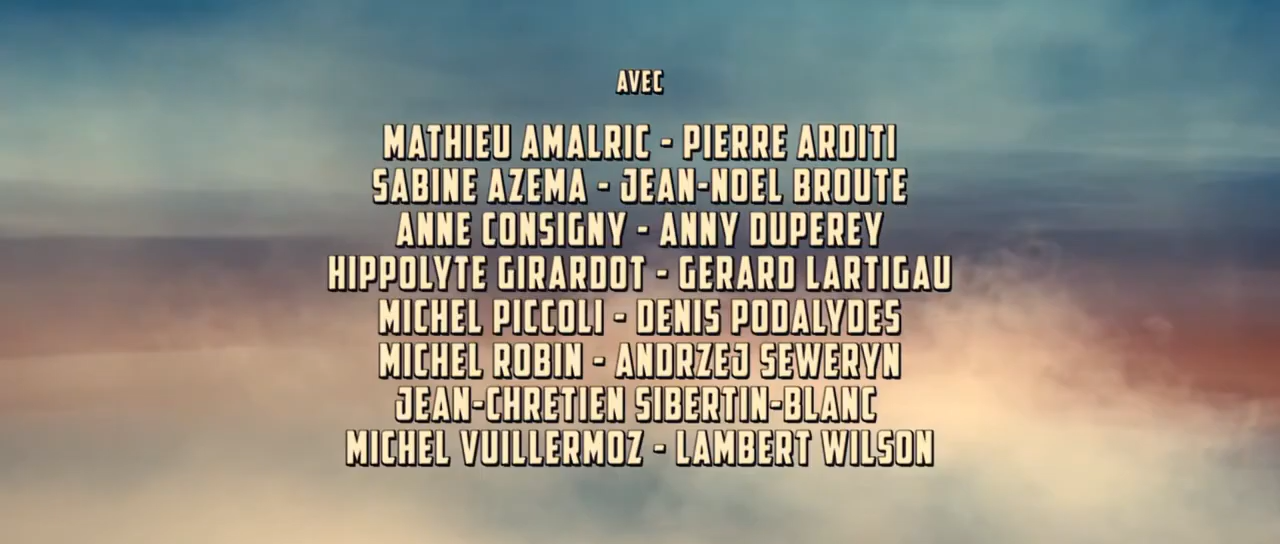 AVEC
MATHIEU AMALRIC - PIERRE ARDITI
SABINE AZEMA - JEAN-NOEL BROUTE
ANNE CONSIGNY - ANNY DUPEREY
HIPPOLYTE GIRARDOT - GERARD LARTIGAU
MICHEL PICCOLI - DENIS PODALYDES
MICHEL ROBIN - ANDRZEJ SEWERYN
JEAN-CHRETIEN SIBERTIN-BLANC
MICHEL VUILLERMOZ - LAMBERT WILSON